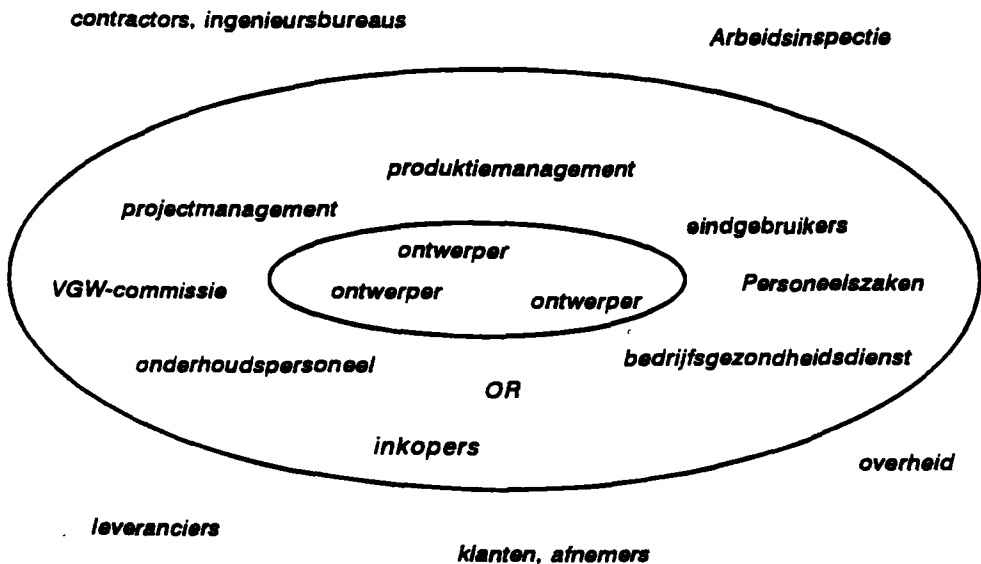 contractors, ingenieursbureaus
Arbeidsinspectie
produktiemanagement
projectmanagement
eindgebruikers
ontwerper
VGW-commissie
ontwerper
ontwerper
Personeelszaken
onderhoudspersoneel
bedrijfsgezondheidsdienst
OR
inkopers
overheid
leveranciers
klanten, afnemers